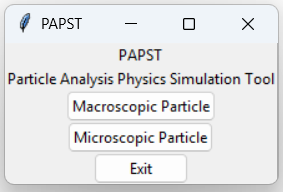 PAPST
PAPST
Particle Analysis Physics Simulation Tool
Macroscopic Particle
Microscopic Particle
Exit